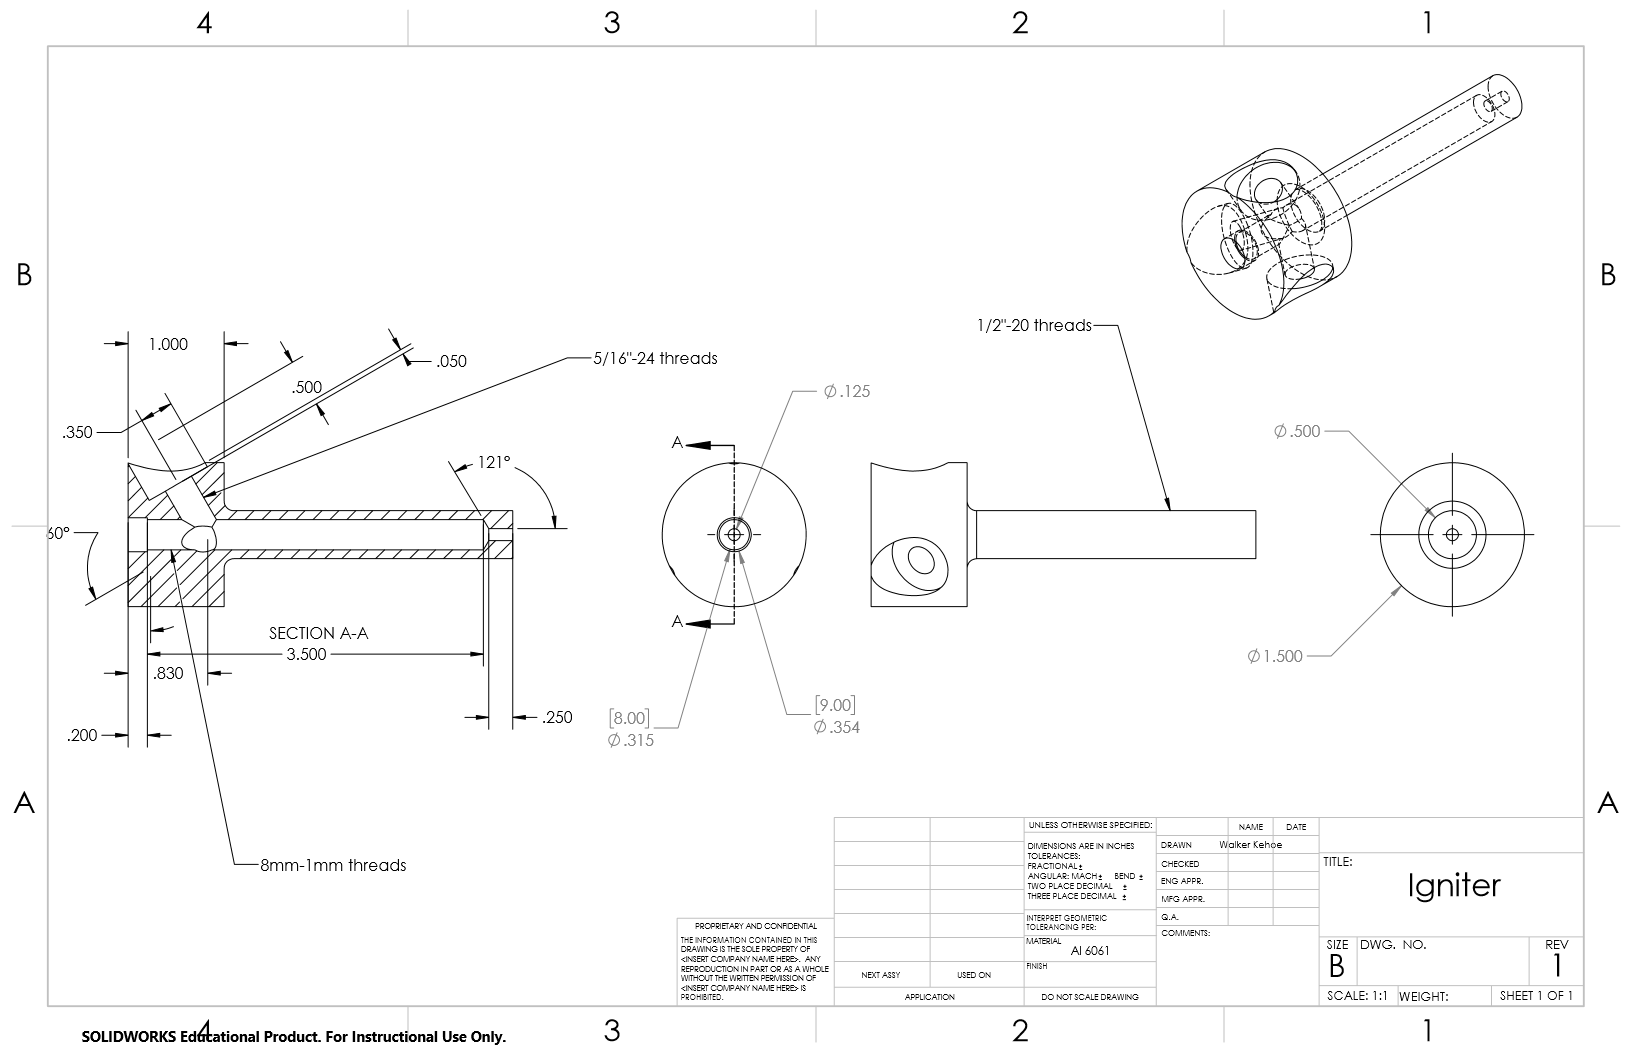 4
3
2
1
B
B
1/2"-20 threads
1.000
5/16"-24 threads
.050
.500
Ø.125
.350
Ø.500
A
121°
60°
A
SECTION A-A
3.500
Ø1.500
.830
[8.00]
Ø.315
[9.00]
Ø.354
.250
.200
A
A
8mm-1mm threads
UNLESS OTHERWISE SPECIFIED:
DIMENSIONS ARE IN INCHES
TOLERANCES:
FRACTIONAL±
ANGULAR: MACH± BEND ±
TWO PLACE DECIMAL ±
THREE PLACE DECIMAL ±
INTERPRET GEOMETRIC
TOLERANCING PER:
MATERIAL
Al 6061
FINISH
DO NOT SCALE DRAWING
NAME DATE
DRAWN Walker Kehoe
CHECKED
ENG APPR.
MFG APPR.
Q.A.
COMMENTS:
TITLE:
Igniter
SIZE DWG. NO. REV
B 1
SCALE: 1:1 WEIGHT: SHEET 1 OF 1
PROPRIETARY AND CONFIDENTIAL
THE INFORMATION CONTAINED IN THIS
DRAWING IS THE SOLE PROPERTY OF
<INSERT COMPANY NAME HERE>. ANY
REPRODUCTION IN PART OR AS A WHOLE
WITHOUT THE WRITTEN PERMISSION OF
<INSERT COMPANY NAME HERE> IS
PROHIBITED.
NEXT ASSY USED ON
APPLICATION
4
3
2
1
SOLIDWORKS Educational Product. For Instructional Use Only.